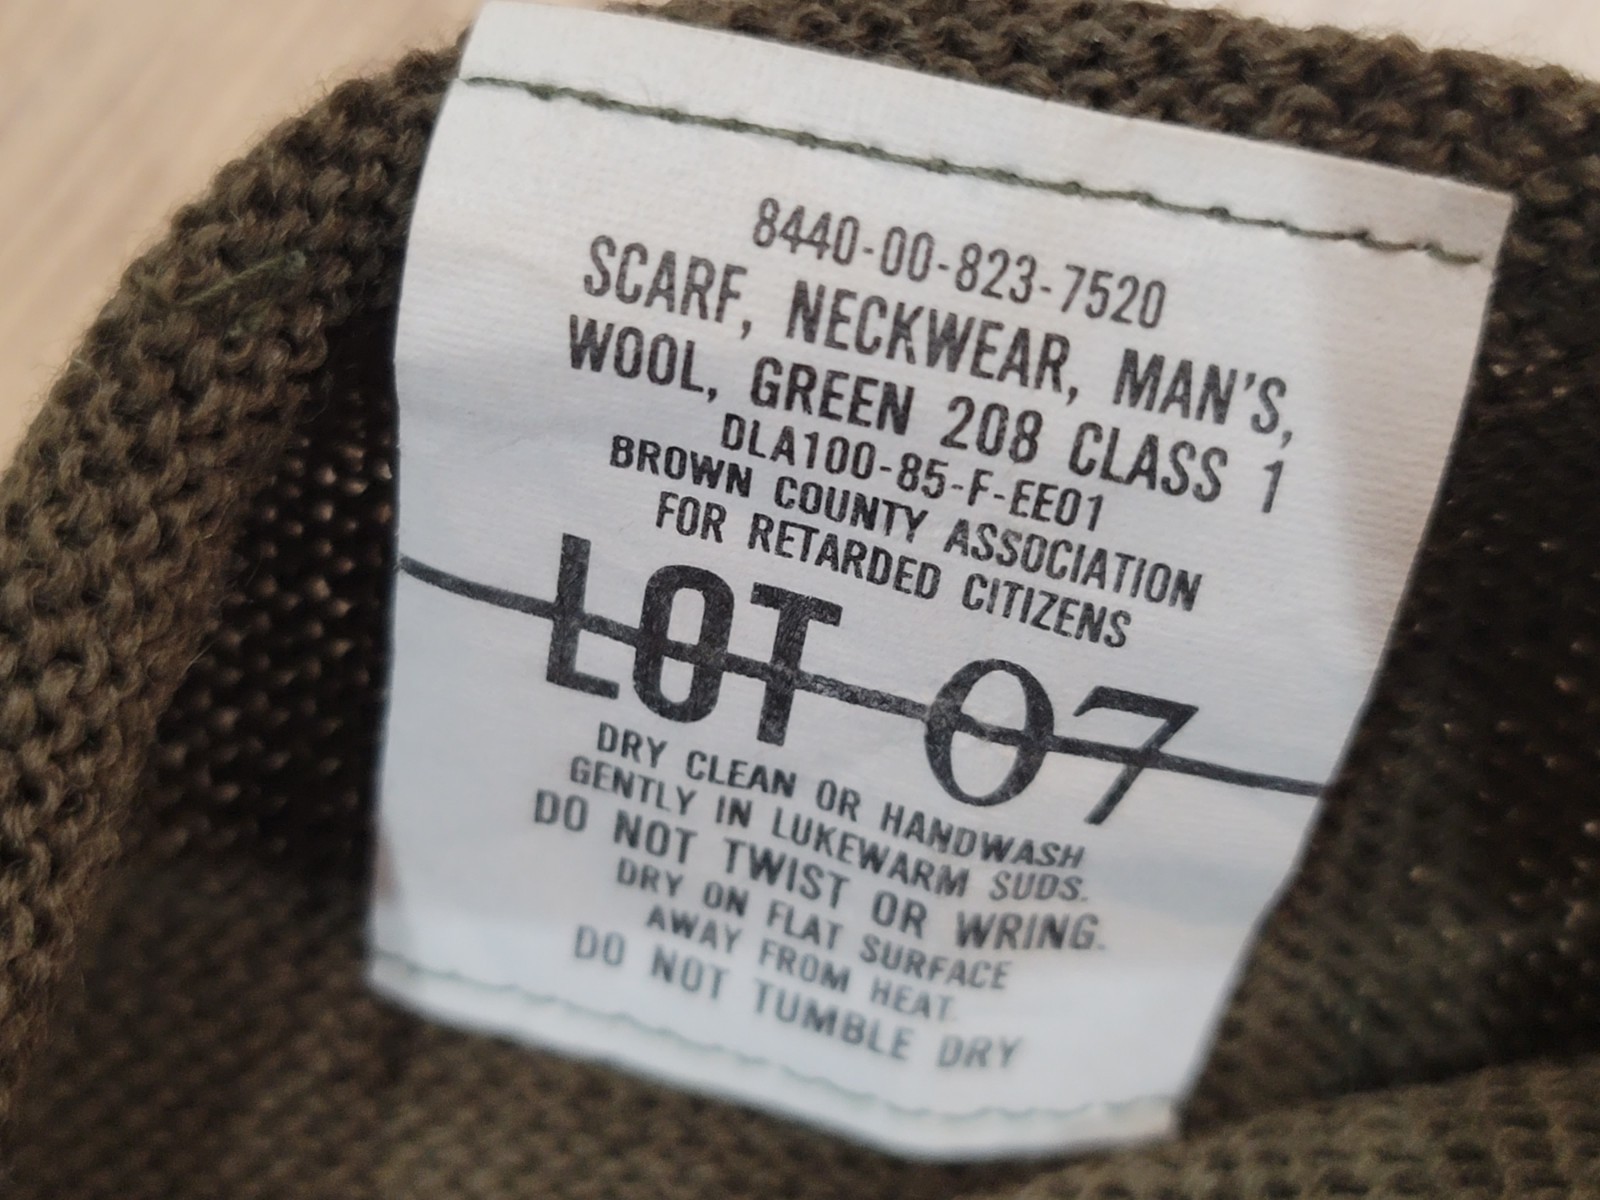 8440-00-823-7520
SCARF, NECKWEAR, MAN'S,
WOOL, GREEN 208 CLASS 1
DLA100-85-F-EE01
BROWN COUNTY ASSOCIATION
FOR RETARDED CITIZENS
LOT 07
DRY CLEAN OR HANDWASH
GENTLY IN LUKEWARM SUDS.
DO NOT TWIST OR WRING.
DRY ON FLAT SURFACE
AWAY FROM HEAT.
DO NOT TUMBLE DRY